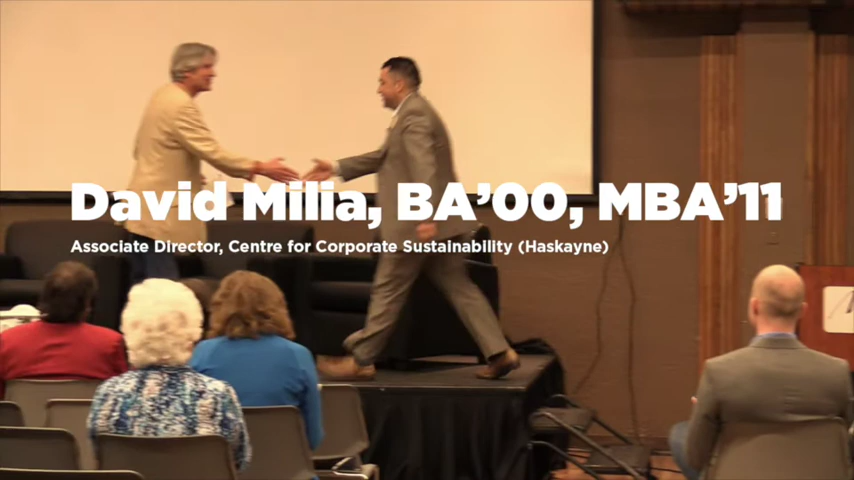 David Milia, BA’00, MBA’11
Associate Director, Centre for Corporate Sustainability (Haskayne)